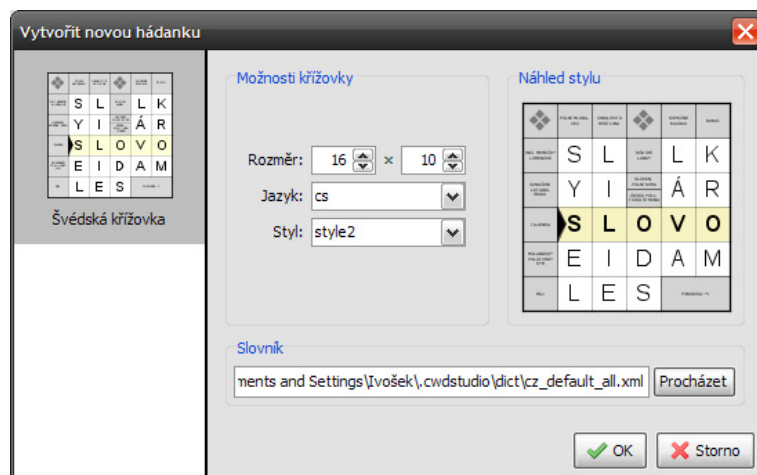 Vytvořit novou hádanku
S L L K
Y I Á R
S L O V O
E I D A M
L E S
Švédská křížovka
Možnosti křížovky
Rozměr: 16 × 10
Jazyk: cs
Styl: style2
Náhled stylu
S L L K
Y I Á R
S L O V O
E I D A M
L E S
Slovník
ments and Settings\Ivošek\.cwdstudio\dict\cz_default_all.xml Procházet
OK Storno